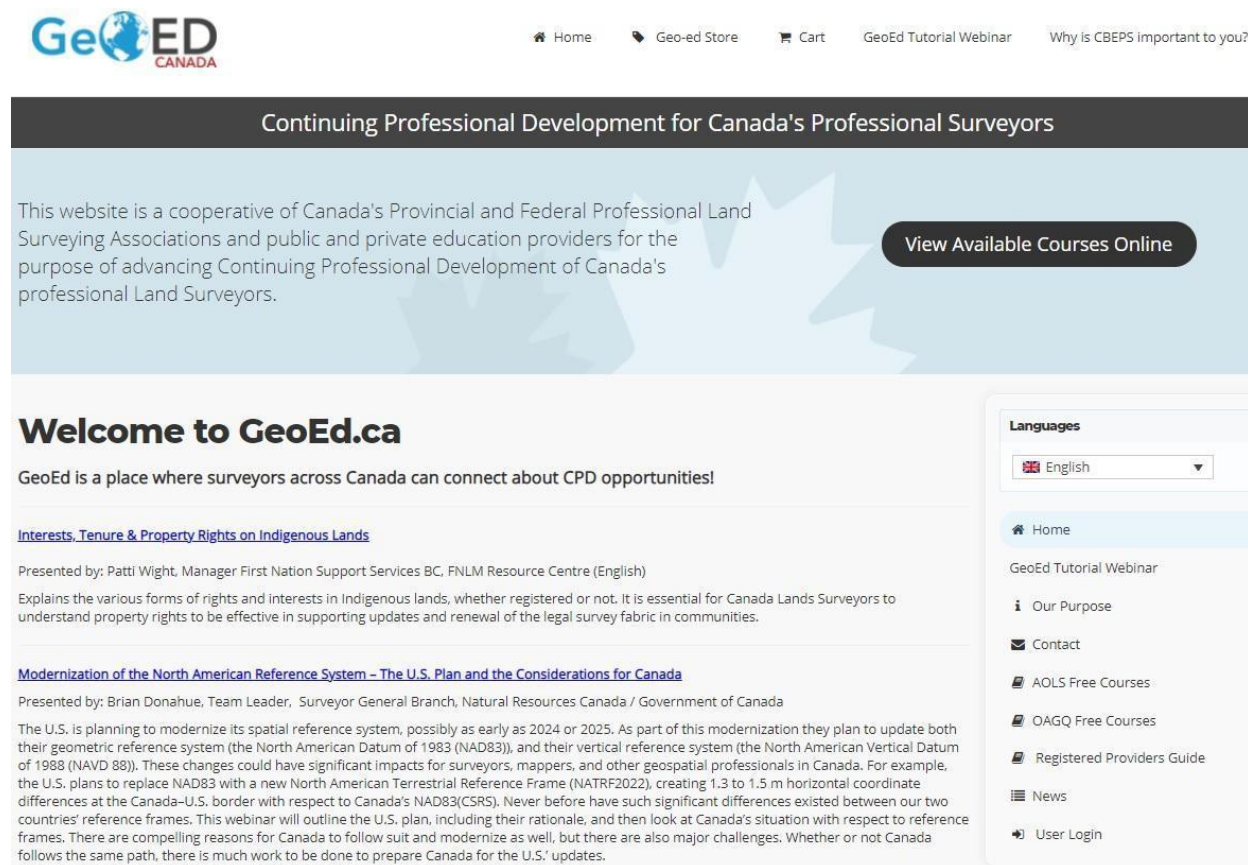 GeoED
CANADA
Home Geo-ed Store Cart GeoEd Tutorial Webinar Why is CBEPS important to you?
Continuing Professional Development for Canada's Professional Surveyors
This website is a cooperative of Canada's Provincial and Federal Professional Land
Surveying Associations and public and private education providers for the
purpose of advancing Continuing Professional Development of Canada's
professional Land Surveyors.
View Available Courses Online
Welcome to GeoEd.ca
GeoEd is a place where surveyors across Canada can connect about CPD opportunities!
Interests, Tenure & Property Rights on Indigenous Lands
Presented by: Patti Wight, Manager First Nation Support Services BC, FNLM Resource Centre (English)
Explains the various forms of rights and interests in Indigenous lands, whether registered or not. It is essential for Canada Lands Surveyors to
understand property rights to be effective in supporting updates and renewal of the legal survey fabric in communities.
Modernization of the North American Reference System – The U.S. Plan and the Considerations for Canada
Presented by: Brian Donahue, Team Leader, Surveyor General Branch, Natural Resources Canada / Government of Canada
The U.S. is planning to modernize its spatial reference system, possibly as early as 2024 or 2025. As part of this modernization they plan to update both
their geometric reference system (the North American Datum of 1983 (NAD83)), and their vertical reference system (the North American Vertical Datum
of 1988 (NAVD 88)). These changes could have significant impacts for surveyors, mappers, and other geospatial professionals in Canada. For example,
the U.S. plans to replace NAD83 with a new North American Terrestrial Reference Frame (NATRF2022), creating 1.3 to 1.5 m horizontal coordinate
differences at the Canada–U.S. border with respect to Canada's NAD83(CSRS). Never before have such significant differences existed between our two
countries' reference frames. This webinar will outline the U.S. plan, including their rationale, and then look at Canada's situation with respect to reference
frames. There are compelling reasons for Canada to follow suit and modernize as well, but there are also major challenges. Whether or not Canada
follows the same path, there is much work to be done to prepare Canada for the U.S.' updates.
Languages
English
Home
GeoEd Tutorial Webinar
Our Purpose
Contact
AOLS Free Courses
OAGQ Free Courses
Registered Providers Guide
News
User Login